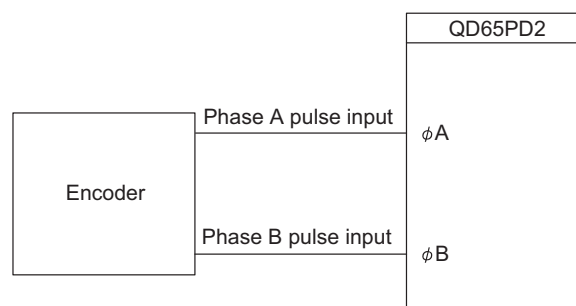 QD65PD2
Phase A pulse input
φA
Encoder
Phase B pulse input
φB